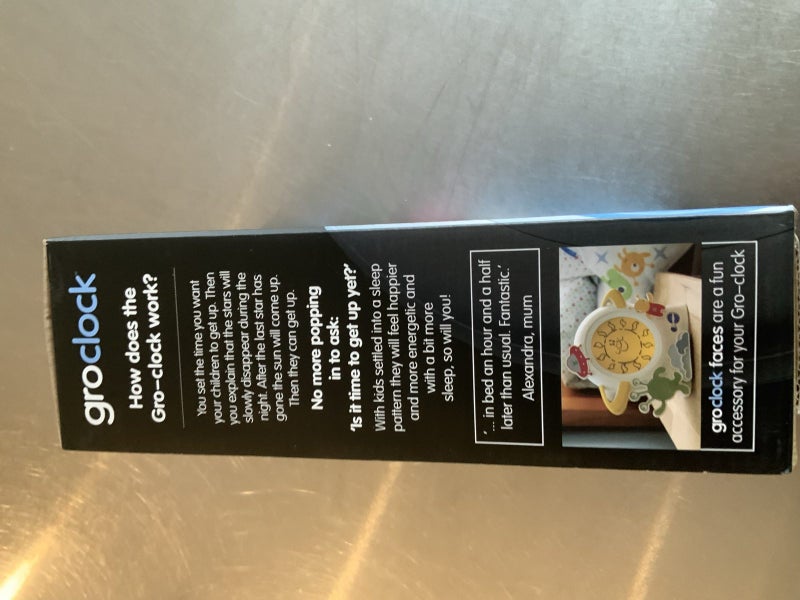 groclock
How does the
Gro-clock work?
You set the time you want
your children to get up. Then
you explain that the stars will
slowly disappear during the
night. After the last star has
gone the sun will come up.
Then they can get up.
No more popping
in to ask:
'Is it time to get up yet?'
With kids settled into a sleep
pattern they will feel happier
and more energetic and
with a bit more
sleep, so will you!
'... in bed an hour and a half
later than usual. Fantastic.'
Alexandra, mum
groclock faces are a fun
accessory for your Gro-clock